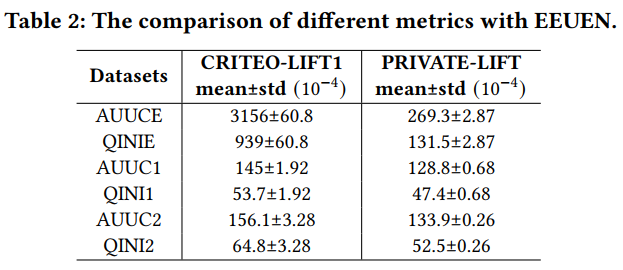 Table 2: The comparison of different metrics with EEUEN.
Datasets CRITEO-LIFT1 mean±std (10⁻⁴) PRIVATE-LIFT mean±std (10⁻⁴)
AUUCE 3156±60.8 269.3±2.87
QINIE 939±60.8 131.5±2.87
AUUC1 145±1.92 128.8±0.68
QINI1 53.7±1.92 47.4±0.68
AUUC2 156.1±3.28 133.9±0.26
QINI2 64.8±3.28 52.5±0.26